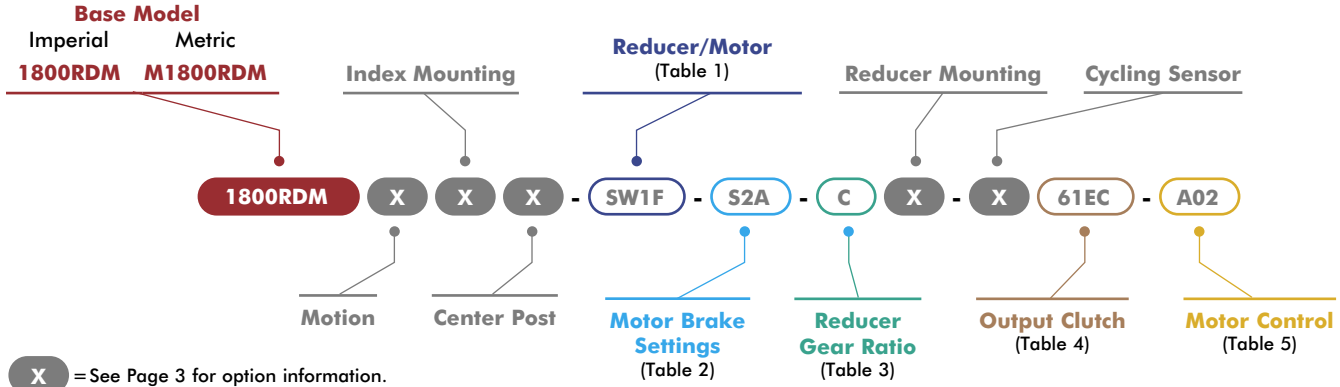 Base Model
Imperial Metric
1800RDM M1800RDM
Index Mounting
Reducer/Motor
(Table 1)
Reducer Mounting
Cycling Sensor
1800RDM X X X - SW1F - S2A - C X - X 61EC - A02
Motion
Center Post
Motor Brake
Settings
(Table 2)
Reducer
Gear Ratio
(Table 3)
Output Clutch
(Table 4)
Motor Control
(Table 5)
X = See Page 3 for option information.